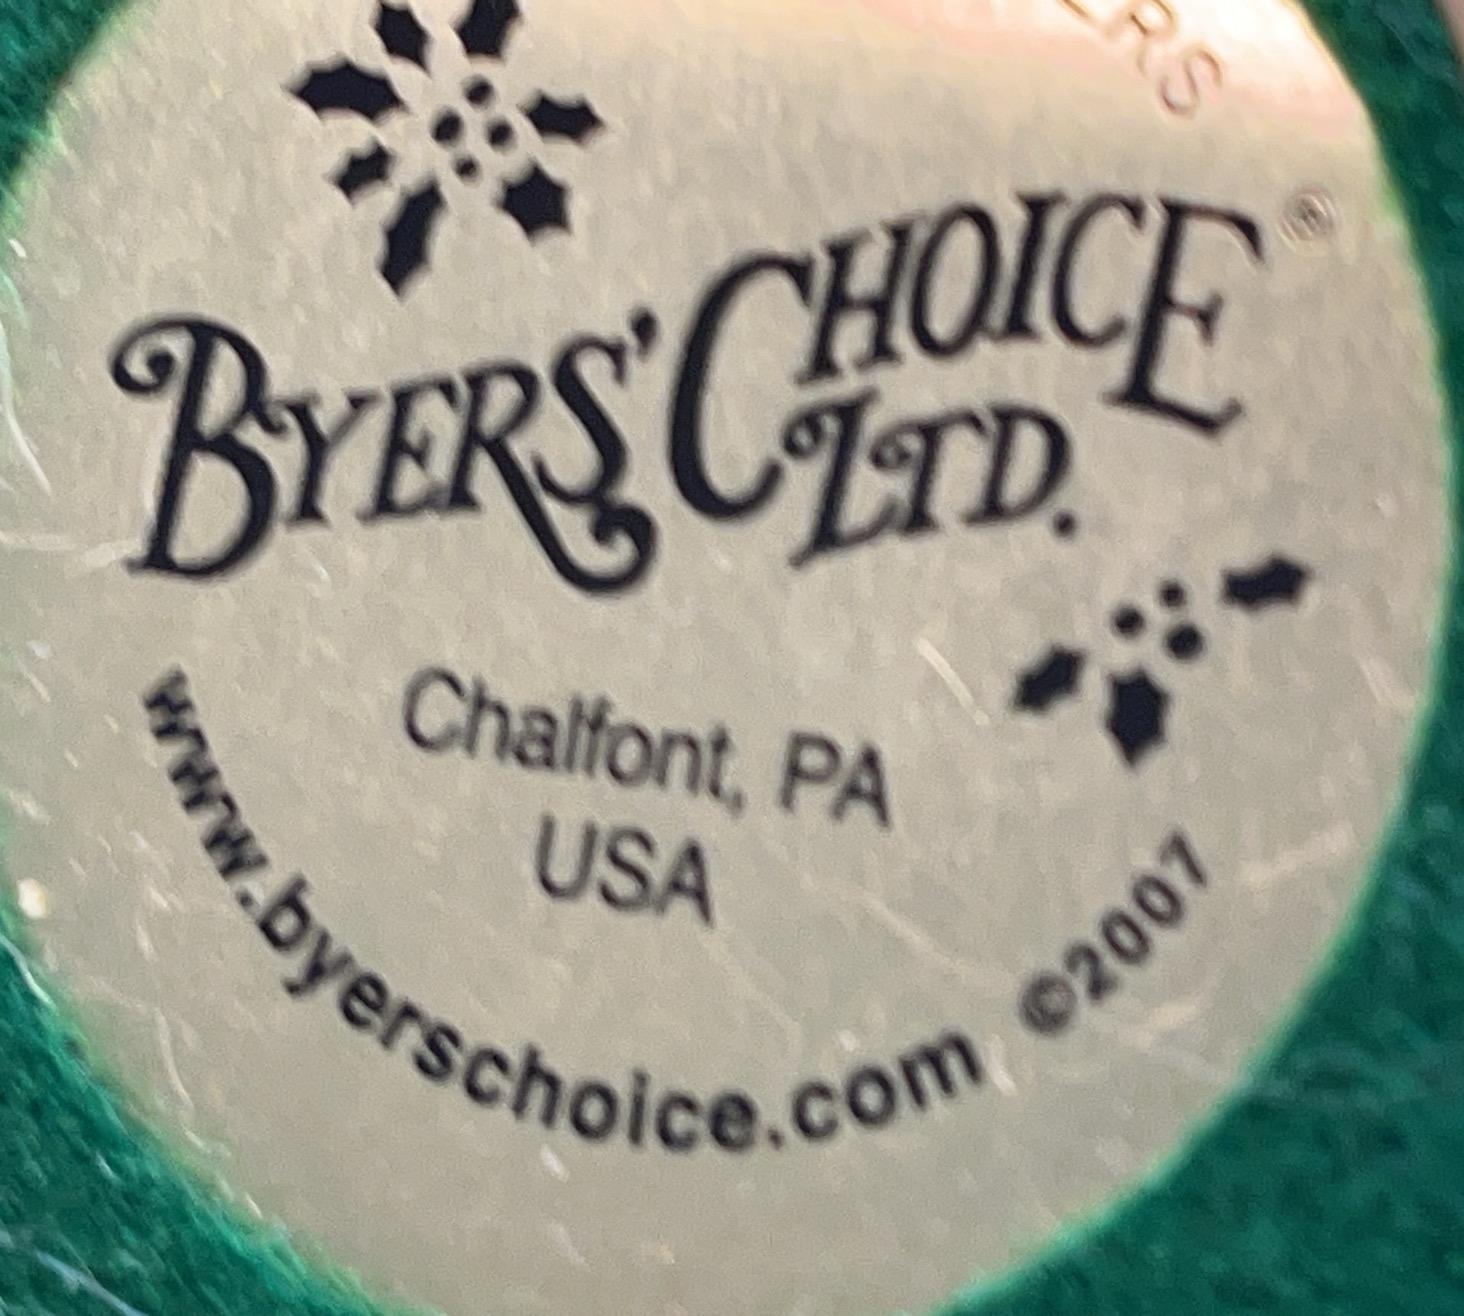 BYERS' CHOICE®
LTD.
Chalfont, PA
USA
www.byerschoice.com ©2007